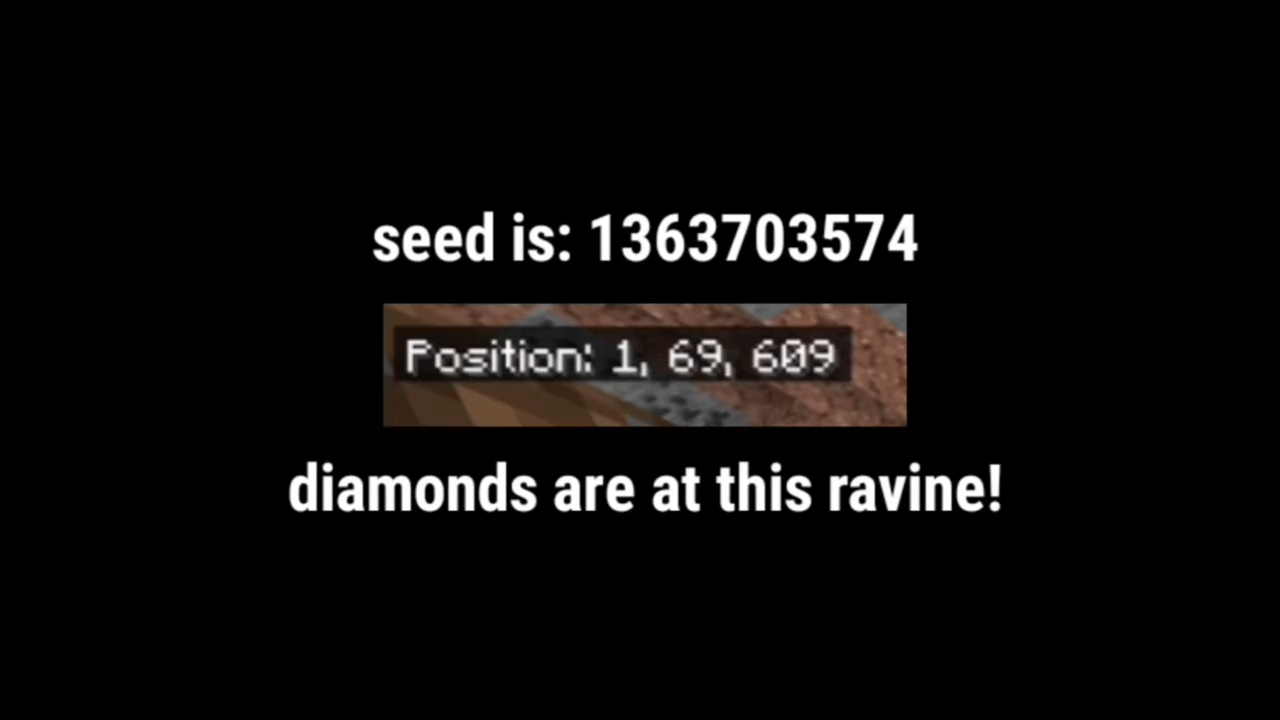 seed is: 1363703574
Position: 1, 69, 609
diamonds are at this ravine!